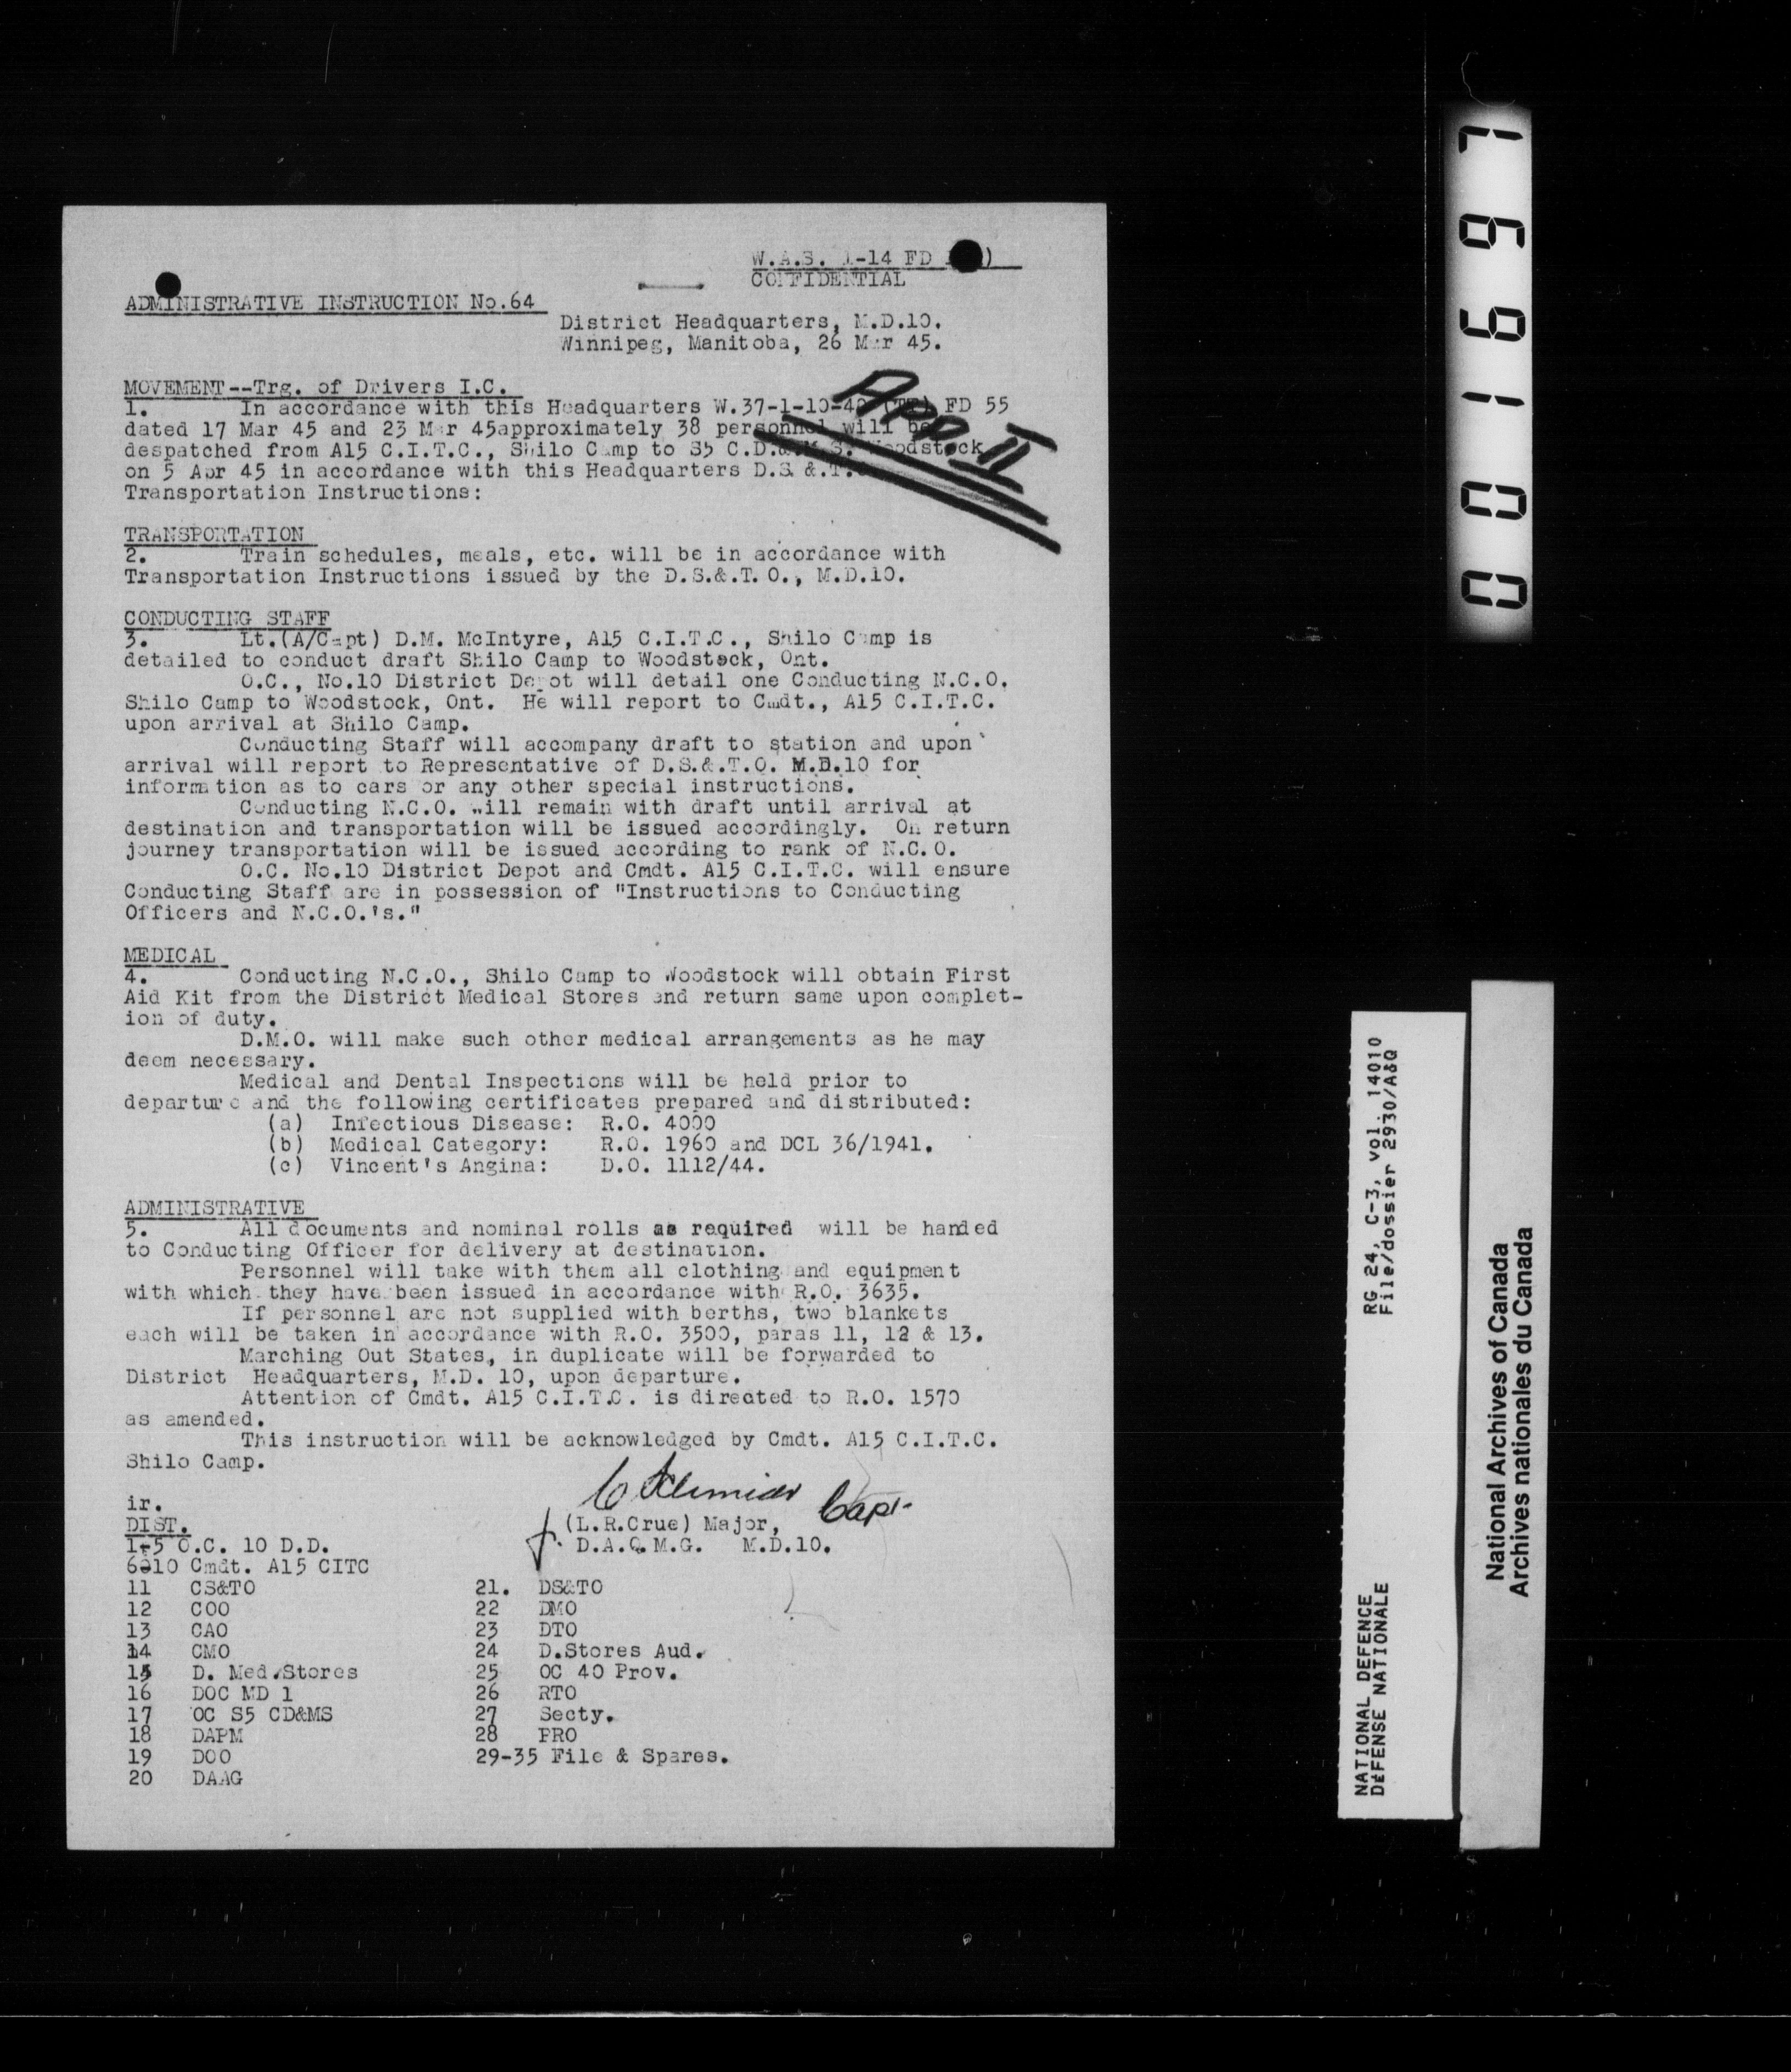 W.A.S. 1-14 FD )
CONFIDENTIAL
ADMINISTRATIVE INSTRUCTION No.64
District Headquarters, M.D.10.
Winnipeg, Manitoba, 26 Mar 45.
App. II
MOVEMENT--Trg. of Drivers I.C.
1. In accordance with this Headquarters W.37-1-10-40 (TT) FD 55
dated 17 Mar 45 and 23 Mar 45approximately 38 personnel will be
despatched from A15 C.I.T.C., Shilo Camp to S5 C.D.&.M.S. Woodstock
on 5 Apr 45 in accordance with this Headquarters D.S.&.T.
Transportation Instructions:
TRANSPORTATION
2. Train schedules, meals, etc. will be in accordance with
Transportation Instructions issued by the D.S.&.T.O., M.D.10.
CONDUCTING STAFF
3. Lt.(A/Capt) D.M. McIntyre, A15 C.I.T.C., Shilo Camp is
detailed to conduct draft Shilo Camp to Woodstock, Ont.
O.C., No.10 District Depot will detail one Conducting N.C.O.
Shilo Camp to Woodstock, Ont. He will report to Cmdt., A15 C.I.T.C.
upon arrival at Shilo Camp.
Conducting Staff will accompany draft to station and upon
arrival will report to Representative of D.S.&.T.O. M.D.10 for
information as to cars or any other special instructions.
Conducting N.C.O. will remain with draft until arrival at
destination and transportation will be issued accordingly. On return
journey transportation will be issued according to rank of N.C.O.
O.C. No.10 District Depot and Cmdt. A15 C.I.T.C. will ensure
Conducting Staff are in possession of "Instructions to Conducting
Officers and N.C.O.'s."
MEDICAL
4. Conducting N.C.O., Shilo Camp to Woodstock will obtain First
Aid Kit from the District Medical Stores and return same upon complet-
ion of duty.
D.M.O. will make such other medical arrangements as he may
deem necessary.
Medical and Dental Inspections will be held prior to
departure and the following certificates prepared and distributed:
(a) Infectious Disease: R.O. 4000
(b) Medical Category: R.O. 1960 and DCL 36/1941.
(c) Vincent's Angina: D.O. 1112/44.
ADMINISTRATIVE
5. All documents and nominal rolls as required will be handed
to Conducting Officer for delivery at destination.
Personnel will take with them all clothing and equipment
with which they have been issued in accordance with R.O. 3635.
If personnel are not supplied with berths, two blankets
each will be taken in accordance with R.O. 3500, paras 11, 12 & 13.
Marching Out States, in duplicate will be forwarded to
District Headquarters, M.D. 10, upon departure.
Attention of Cmdt. A15 C.I.T.C. is directed to R.O. 1570
as amended.
This instruction will be acknowledged by Cmdt. A15 C.I.T.C.
Shilo Camp.
Capt
ir. 
(L.R.Crue) Major,
f. D.A.Q.M.G. M.D.10.
DIST.
1-5 O.C. 10 D.D.
6-10 Cmdt. A15 CITC
11 CS&TO
12 COO
13 CAO
14 CMO
15 D. Med.Stores
16 DOC MD 1
17 OC S5 CD&MS
18 DAPM
19 DOO
20 DAAG
21. DS&TO
22 DMO
23 DTO
24 D.Stores Aud.
25 OC 40 Prov.
26 RTO
27 Secty.
28 PRO
29-35 File & Spares.
001697
RG 24, C-3, vol. 14010
File/dossier 2930/A&Q
NATIONAL DEFENCE
DÉFENSE NATIONALE
National Archives of Canada
Archives nationales du Canada